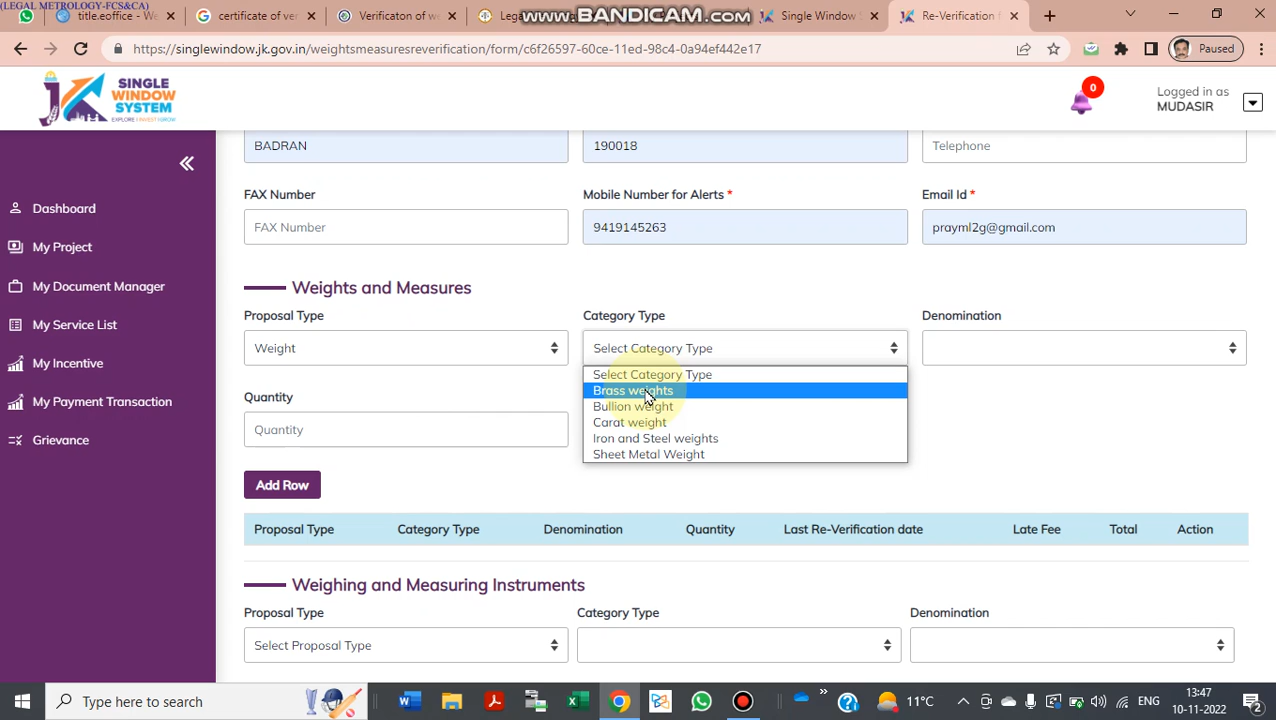 (LEGAL METROLOGY-FCS&CA)
title:office -
certificate of
Verification of w
WWW.BANDICAM.COM
Single Window
Re-Verification f
https://singlewindow.jk.gov.in/weightsmeasuresreverification/form/c6f26597-60ce-11ed-98c4-0a94ef442e17
Paused
SINGLE
WINDOW
SYSTEM
EXPLORE | INVEST | GROW
0
Logged in as
MUDASIR
BADRAN
190018
Telephone
Dashboard
My Project
My Document Manager
My Service List
My Incentive
My Payment Transaction
Grievance
FAX Number
Mobile Number for Alerts *
Email Id *
FAX Number
9419145263
prayml2g@gmail.com
Weights and Measures
Proposal Type
Category Type
Denomination
Weight
Select Category Type
Select Category Type
Brass weights
Bullion weight
Carat weight
Iron and Steel weights
Sheet Metal Weight
Quantity
Quantity
Add Row
Proposal Type Category Type Denomination Quantity Last Re-Verification date Late Fee Total Action
Weighing and Measuring Instruments
Proposal Type
Category Type
Denomination
Select Proposal Type
Type here to search
11°C
ENG
13:47
10-11-2022
2